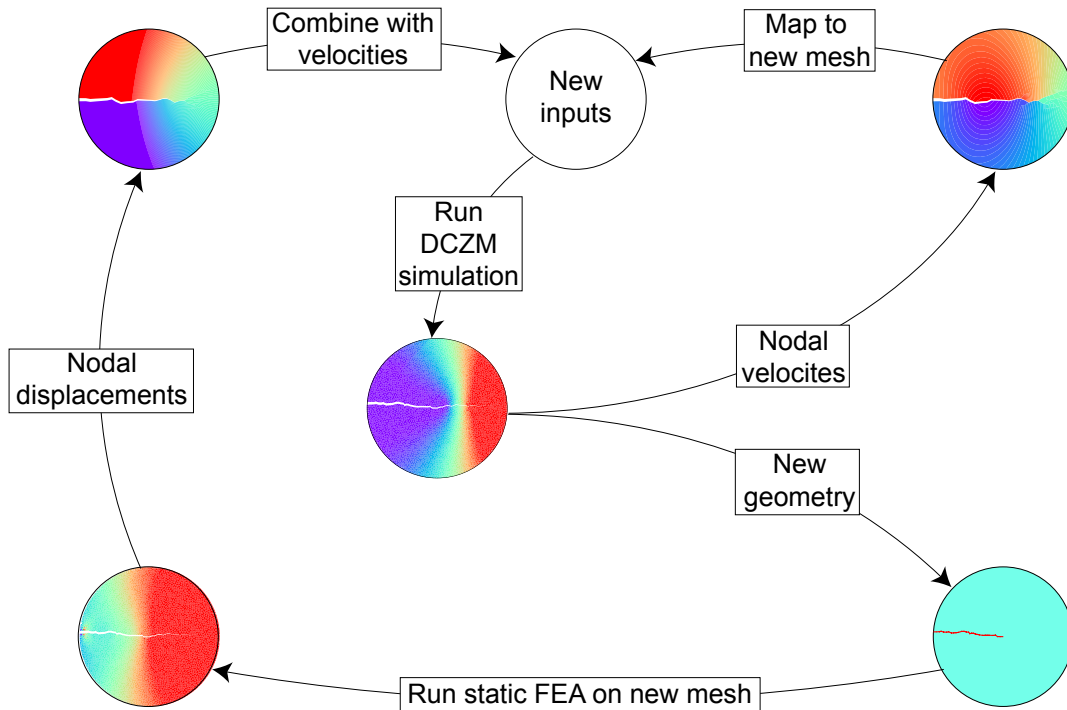 Combine with
velocities
New
inputs
Map to
new mesh
Run
DCZM
simulation
Nodal
displacements
Nodal
velocites
New
geometry
Run static FEA on new mesh